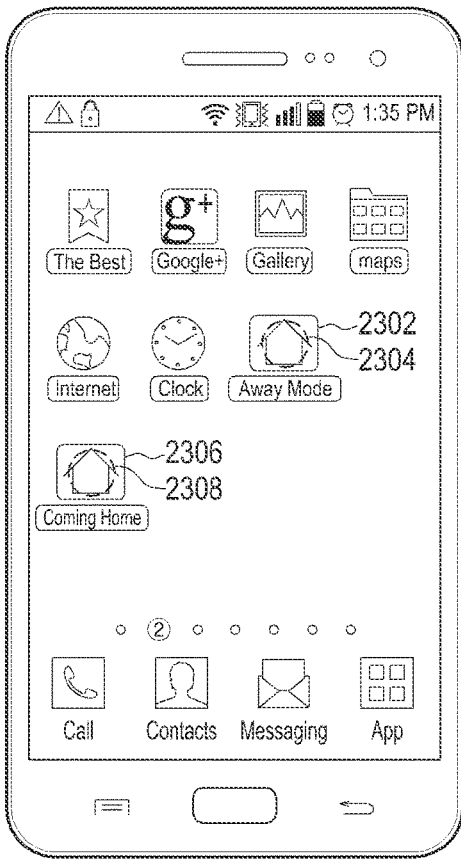 1:35 PM
g+
The Best Google+ Gallery maps
2302
2304
Internet Clock Away Mode
2306
2308
Coming Home
2
Call Contacts Messaging App